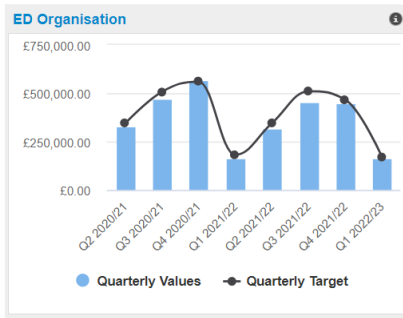 ED Organisation
£750,000.00
£500,000.00
£250,000.00
£0.00
Q2 2020/21
Q3 2020/21
Q4 2020/21
Q1 2021/22
Q2 2021/22
Q3 2021/22
Q4 2021/22
Q1 2022/23
Quarterly Values
Quarterly Target